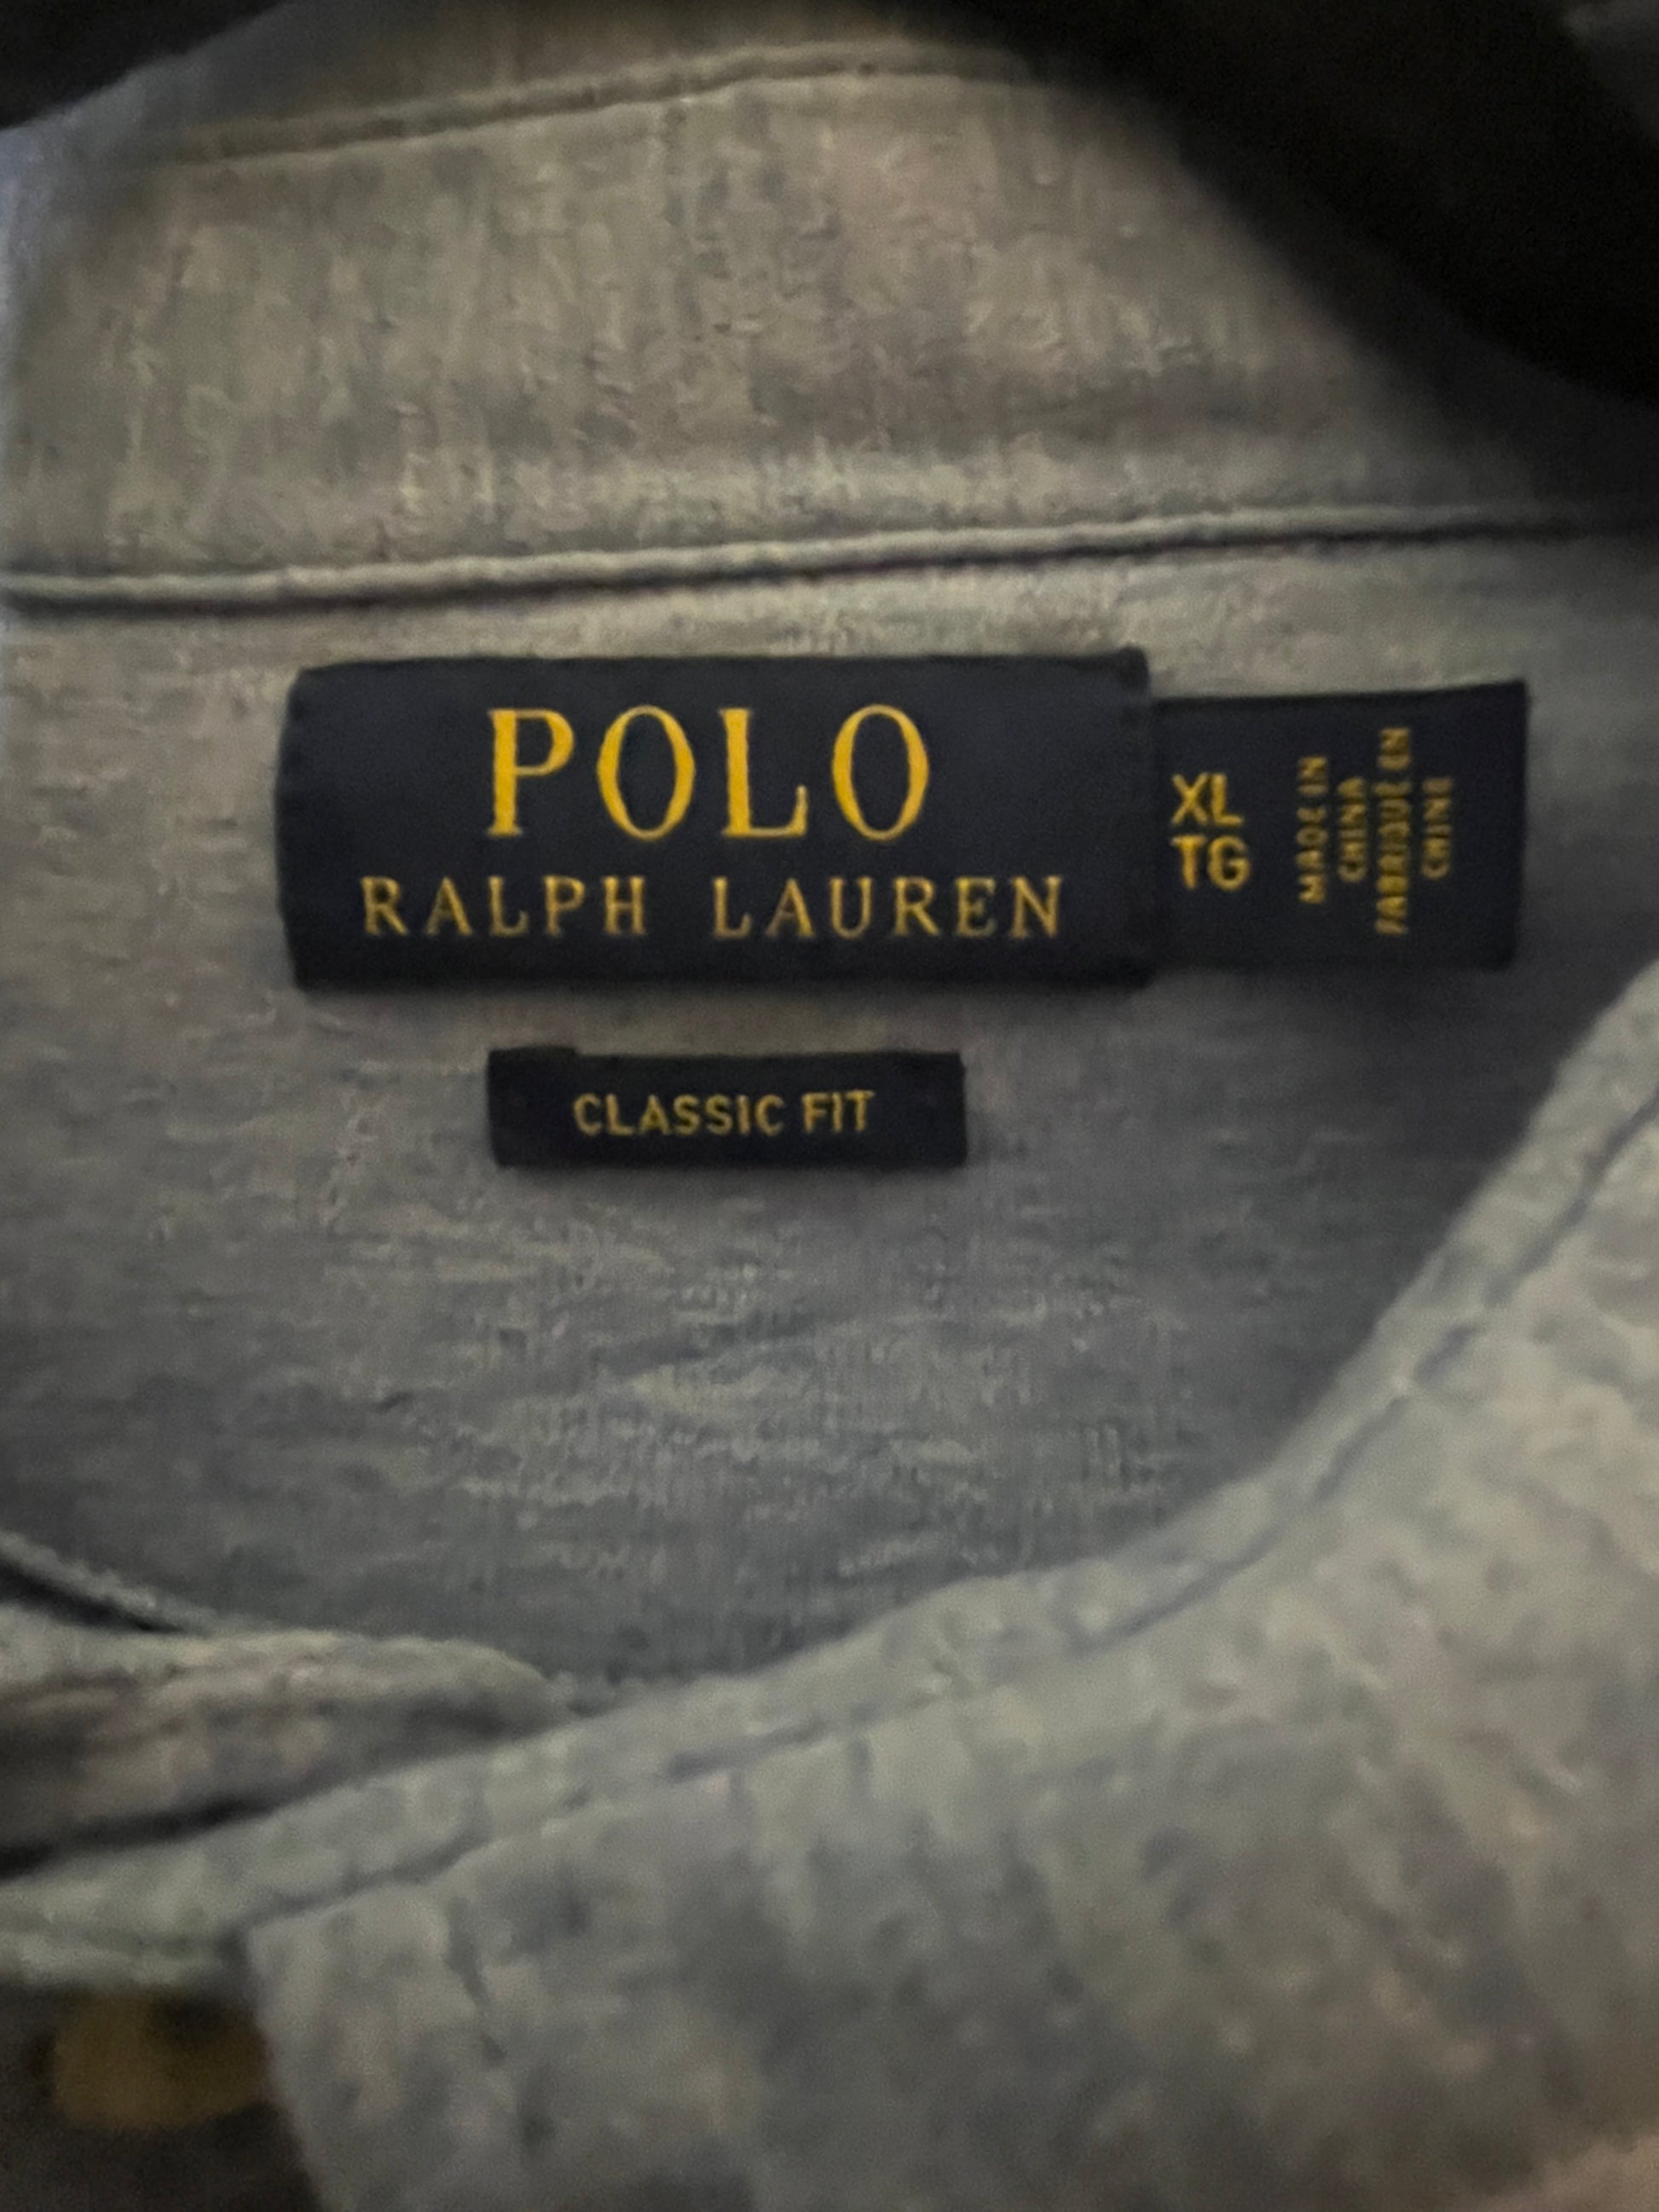 POLO
RALPH LAUREN
XL
TG
MADE IN
CHINA
FABRIQUÉ EN
CHINE
CLASSIC FIT